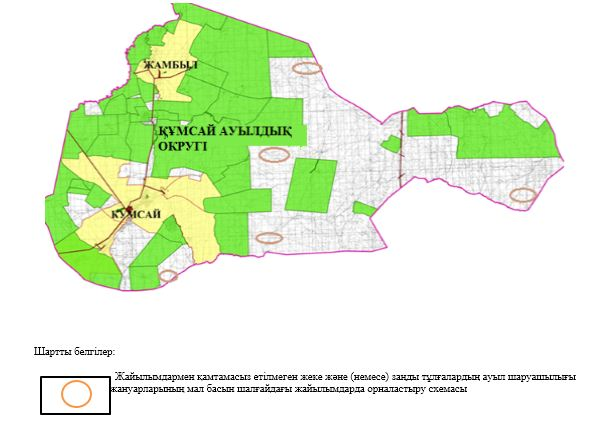 ЖАМБЫЛ
ҚҰМСАЙ АУЫЛДЫҚ
ОКРУГІ
ҚҰМСАЙ
Шартты белгілер:
Жайылымдармен қамтамасыз етілмеген жеке және (немесе) заңды тұлғалардың ауыл шаруашылығы
жануарларының мал басын шалғайдағы жайылымдарда орналастыру схемасы